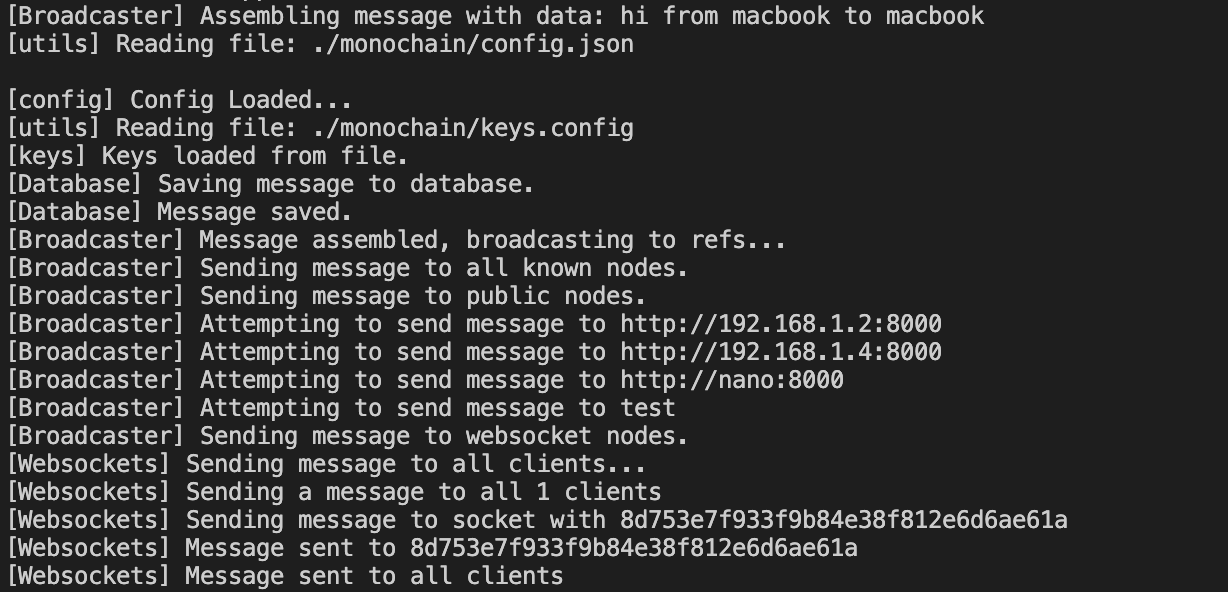 [Broadcaster] Assembling message with data: hi from macbook to macbook
[utils] Reading file: ./monochain/config.json
[config] Config Loaded...
[utils] Reading file: ./monochain/keys.config
[keys] Keys loaded from file.
[Database] Saving message to database.
[Database] Message saved.
[Broadcaster] Message assembled, broadcasting to refs...
[Broadcaster] Sending message to all known nodes.
[Broadcaster] Sending message to public nodes.
[Broadcaster] Attempting to send message to http://192.168.1.2:8000
[Broadcaster] Attempting to send message to http://192.168.1.4:8000
[Broadcaster] Attempting to send message to http://nano:8000
[Broadcaster] Attempting to send message to test
[Broadcaster] Sending message to websocket nodes.
[Websockets] Sending message to all clients...
[Websockets] Sending a message to all 1 clients
[Websockets] Sending message to socket with 8d753e7f933f9b84e38f812e6d6ae61a
[Websockets] Message sent to 8d753e7f933f9b84e38f812e6d6ae61a
[Websockets] Message sent to all clients